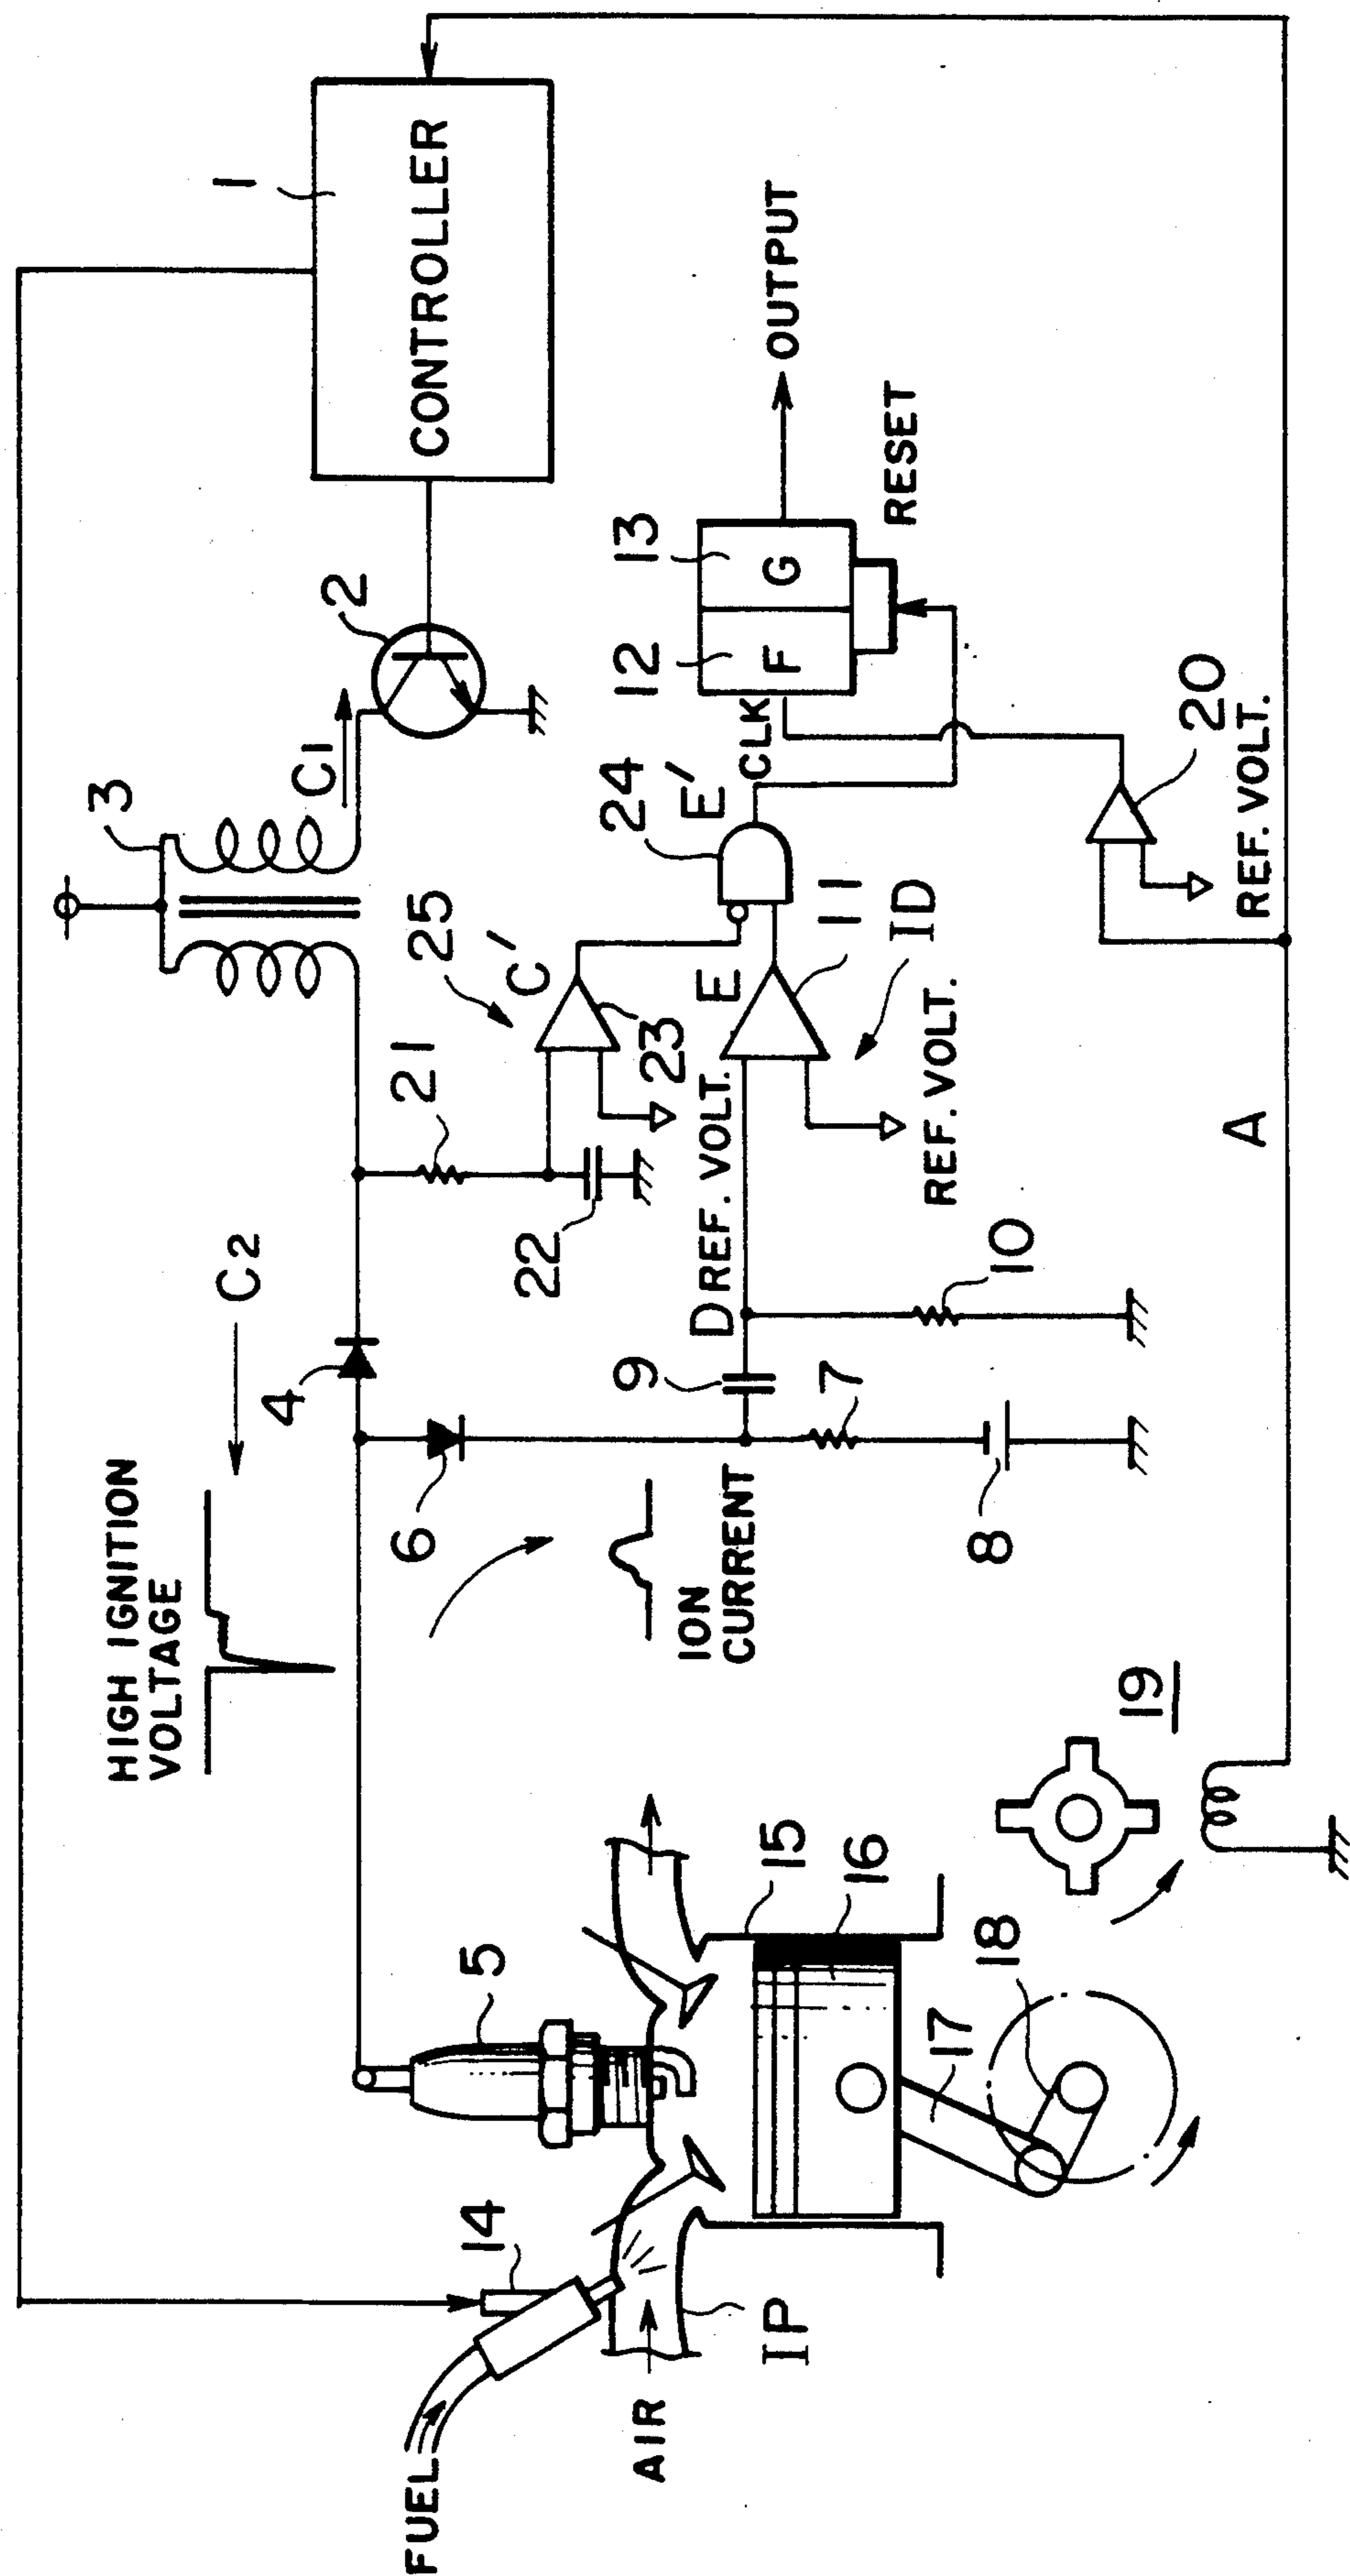 HIGH IGNITION
VOLTAGE
C2
3
C1
2
1
CONTROLLER
4
21
25
C'
6
22
23
5
14
FUEL
AIR
IP
ION
CURRENT
9
D
REF. VOLT.
E
24
E'
CLK
12
13
F
G
OUTPUT
RESET
7
11
ID
8
10
REF. VOLT.
15
16
17
18
19
A
20
REF. VOLT.